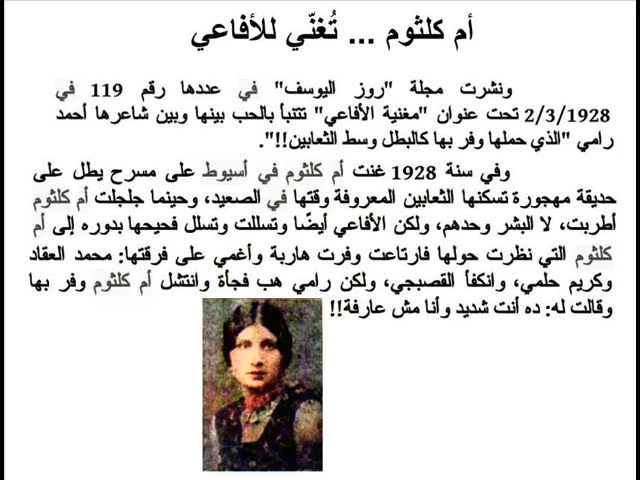 أم كلثوم ... تُغنّي للأفاعي
ونشرت مجلة "روز اليوسف" في عددها رقم 119 في
2/3/1928 تحت عنوان "مغنية الأفاعي" تتنبأ بالحب بينها وبين شاعرها أحمد
رامي "الذي حملها وفر بها كالبطل وسط الثعابين!!".
وفي سنة 1928 غنت أم كلثوم في أسيوط على مسرح يطل على
حديقة مهجورة تسكنها الثعابين المعروفة وقتها في الصعيد، وحينما جلجلت أم كلثوم
أطربت، لا البشر وحدهم، ولكن الأفاعي أيضًا وتسللت وتسلل فحيحها بدوره إلى أم
كلثوم التي نظرت حولها فارتاعت وفرت هاربة وأغمي على فرقتها: محمد العقاد
وكريم حلمي، وانكفأ القصبجي، ولكن رامي هب فجأة وانتشل أم كلثوم وفر بها
وقالت له: ده أنت شديد وأنا مش عارفة!!